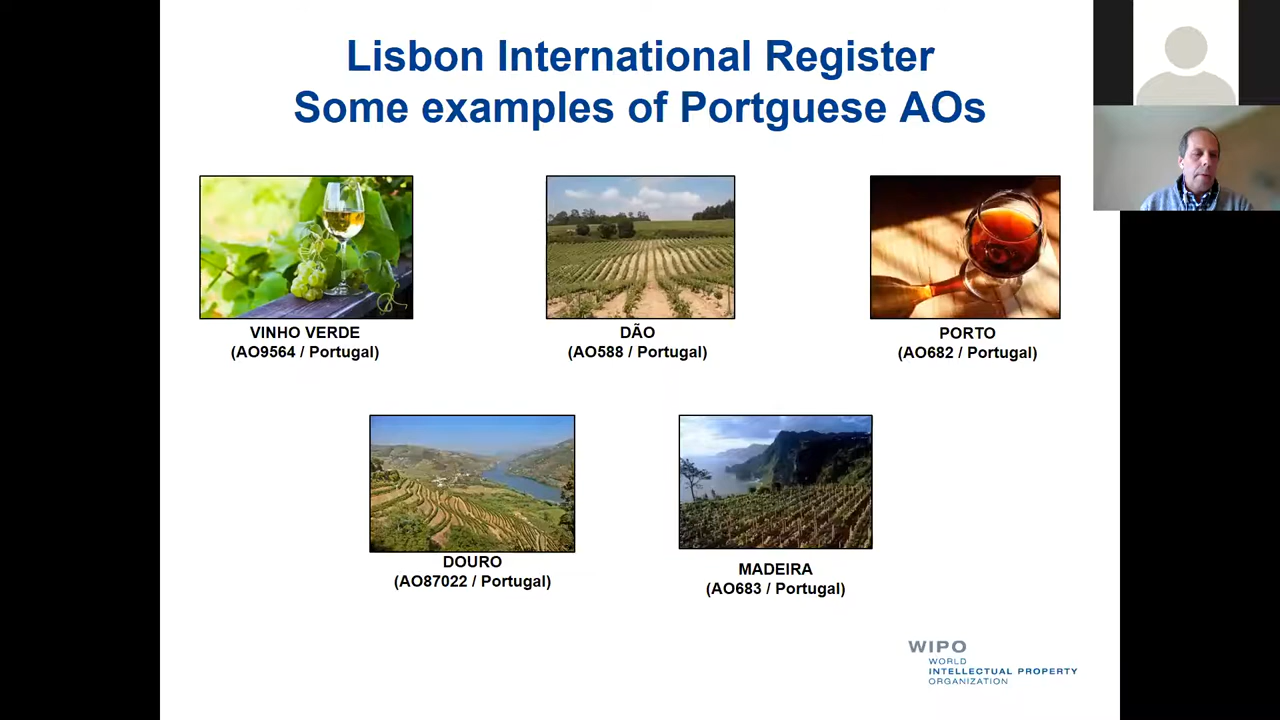 Lisbon International Register
Some examples of Portguese AOs
VINHO VERDE
(AO9564 / Portugal)
DÃO
(AO588 / Portugal)
PORTO
(AO682 / Portugal)
DOURO
(AO87022 / Portugal)
MADEIRA
(AO683 / Portugal)
WIPO
WORLD
INTELLECTUAL PROPERTY
ORGANIZATION